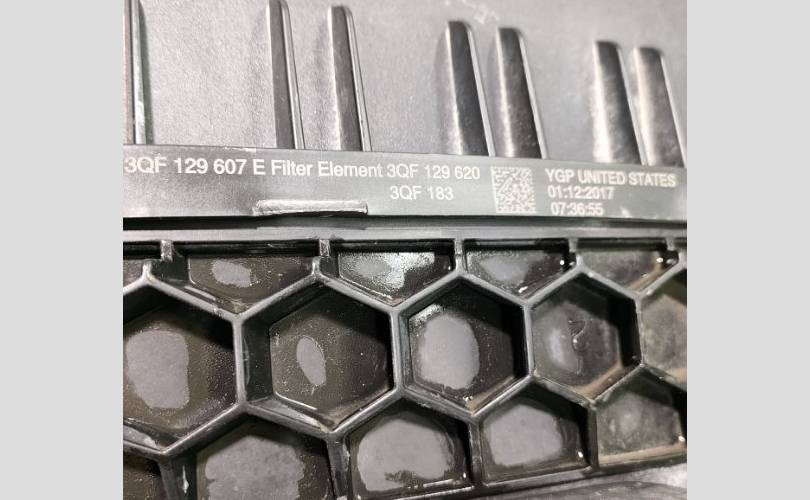 3QF 129 607 E Filter Element 3QF 129 620
3QF 183
YGP UNITED STATES
01:12:2017
07:36:55